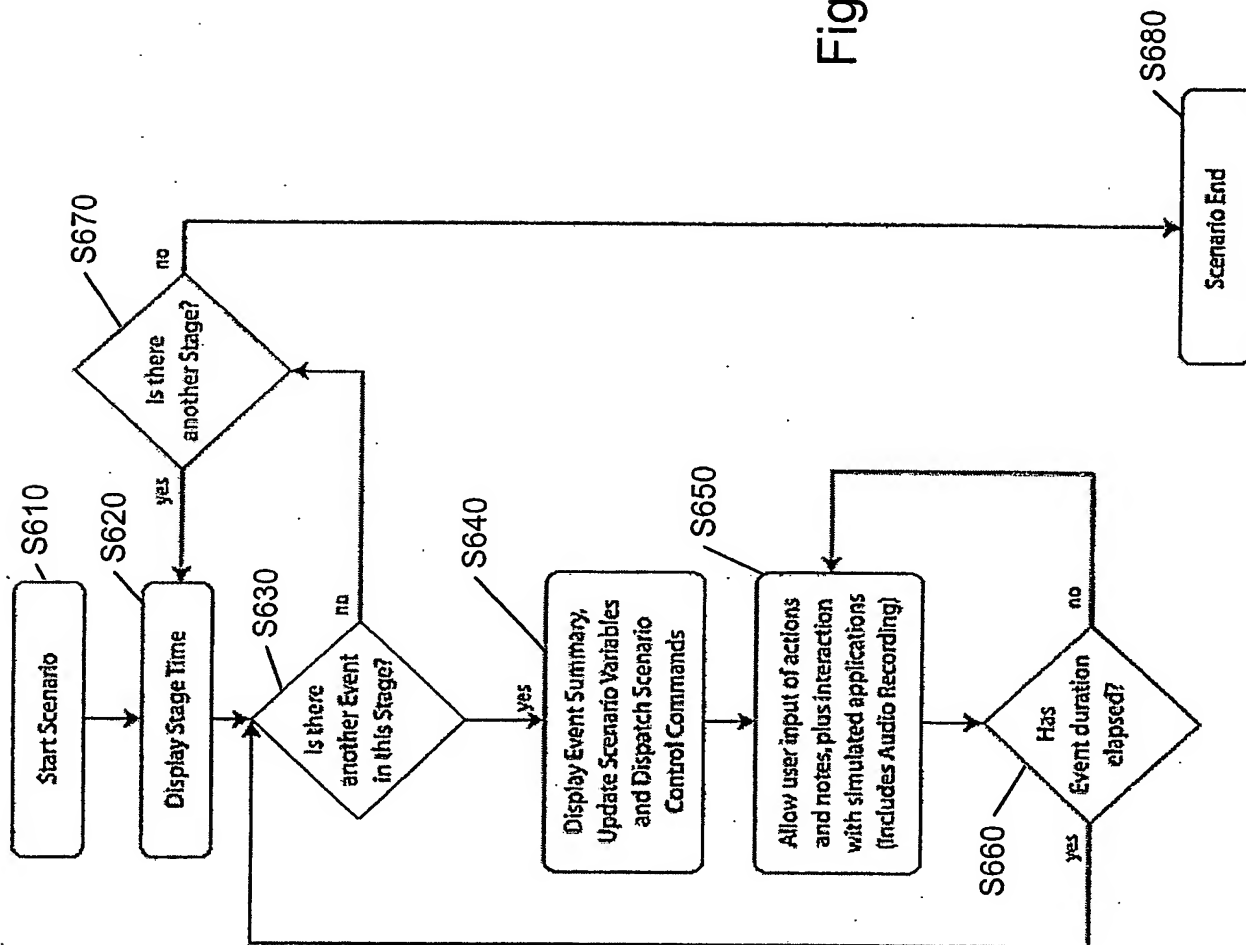 S610
Start Scenario
S620
Display Stage Time
S630
Is there
another Event
in this Stage?
no
yes
S670
Is there
another Stage?
yes
no
S640
Display Event Summary,
Update Scenario Variables
and Dispatch Scenario
Control Commands
S650
Allow user input of actions
and notes, plus interaction
with simulated applications
(Includes Audio Recording)
S660
Has
Event duration
elapsed?
yes
no
S680
Scenario End
Fig